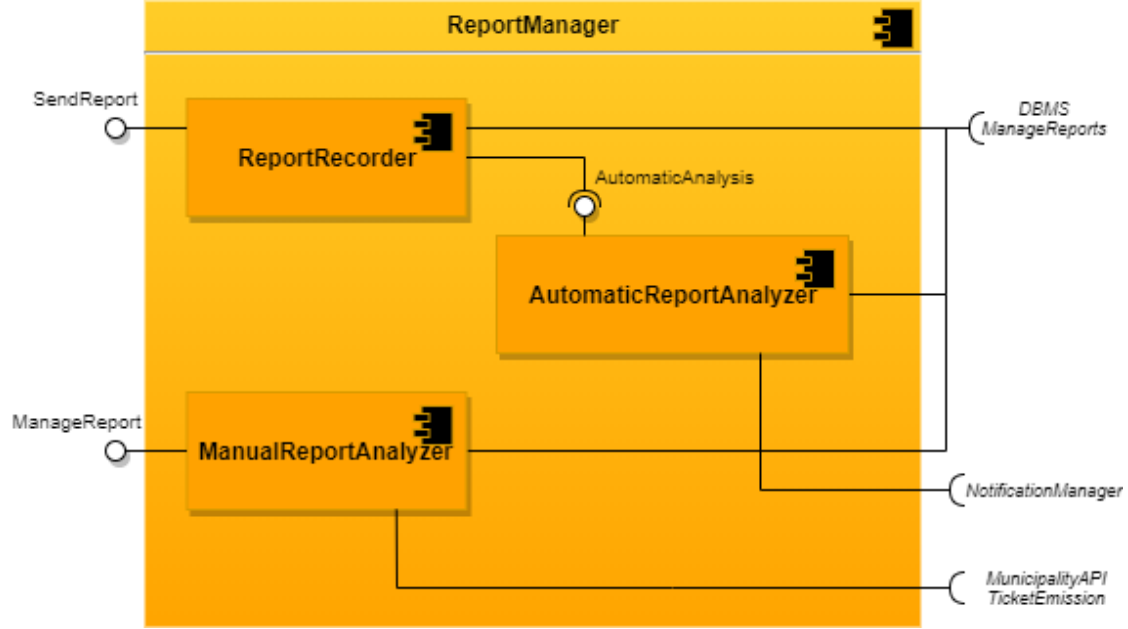 ReportManager
SendReport
DBMS
ManageReports
ReportRecorder
AutomaticAnalysis
AutomaticReportAnalyzer
ManageReport
ManualReportAnalyzer
NotificationManager
MunicipalityAPI
TicketEmission